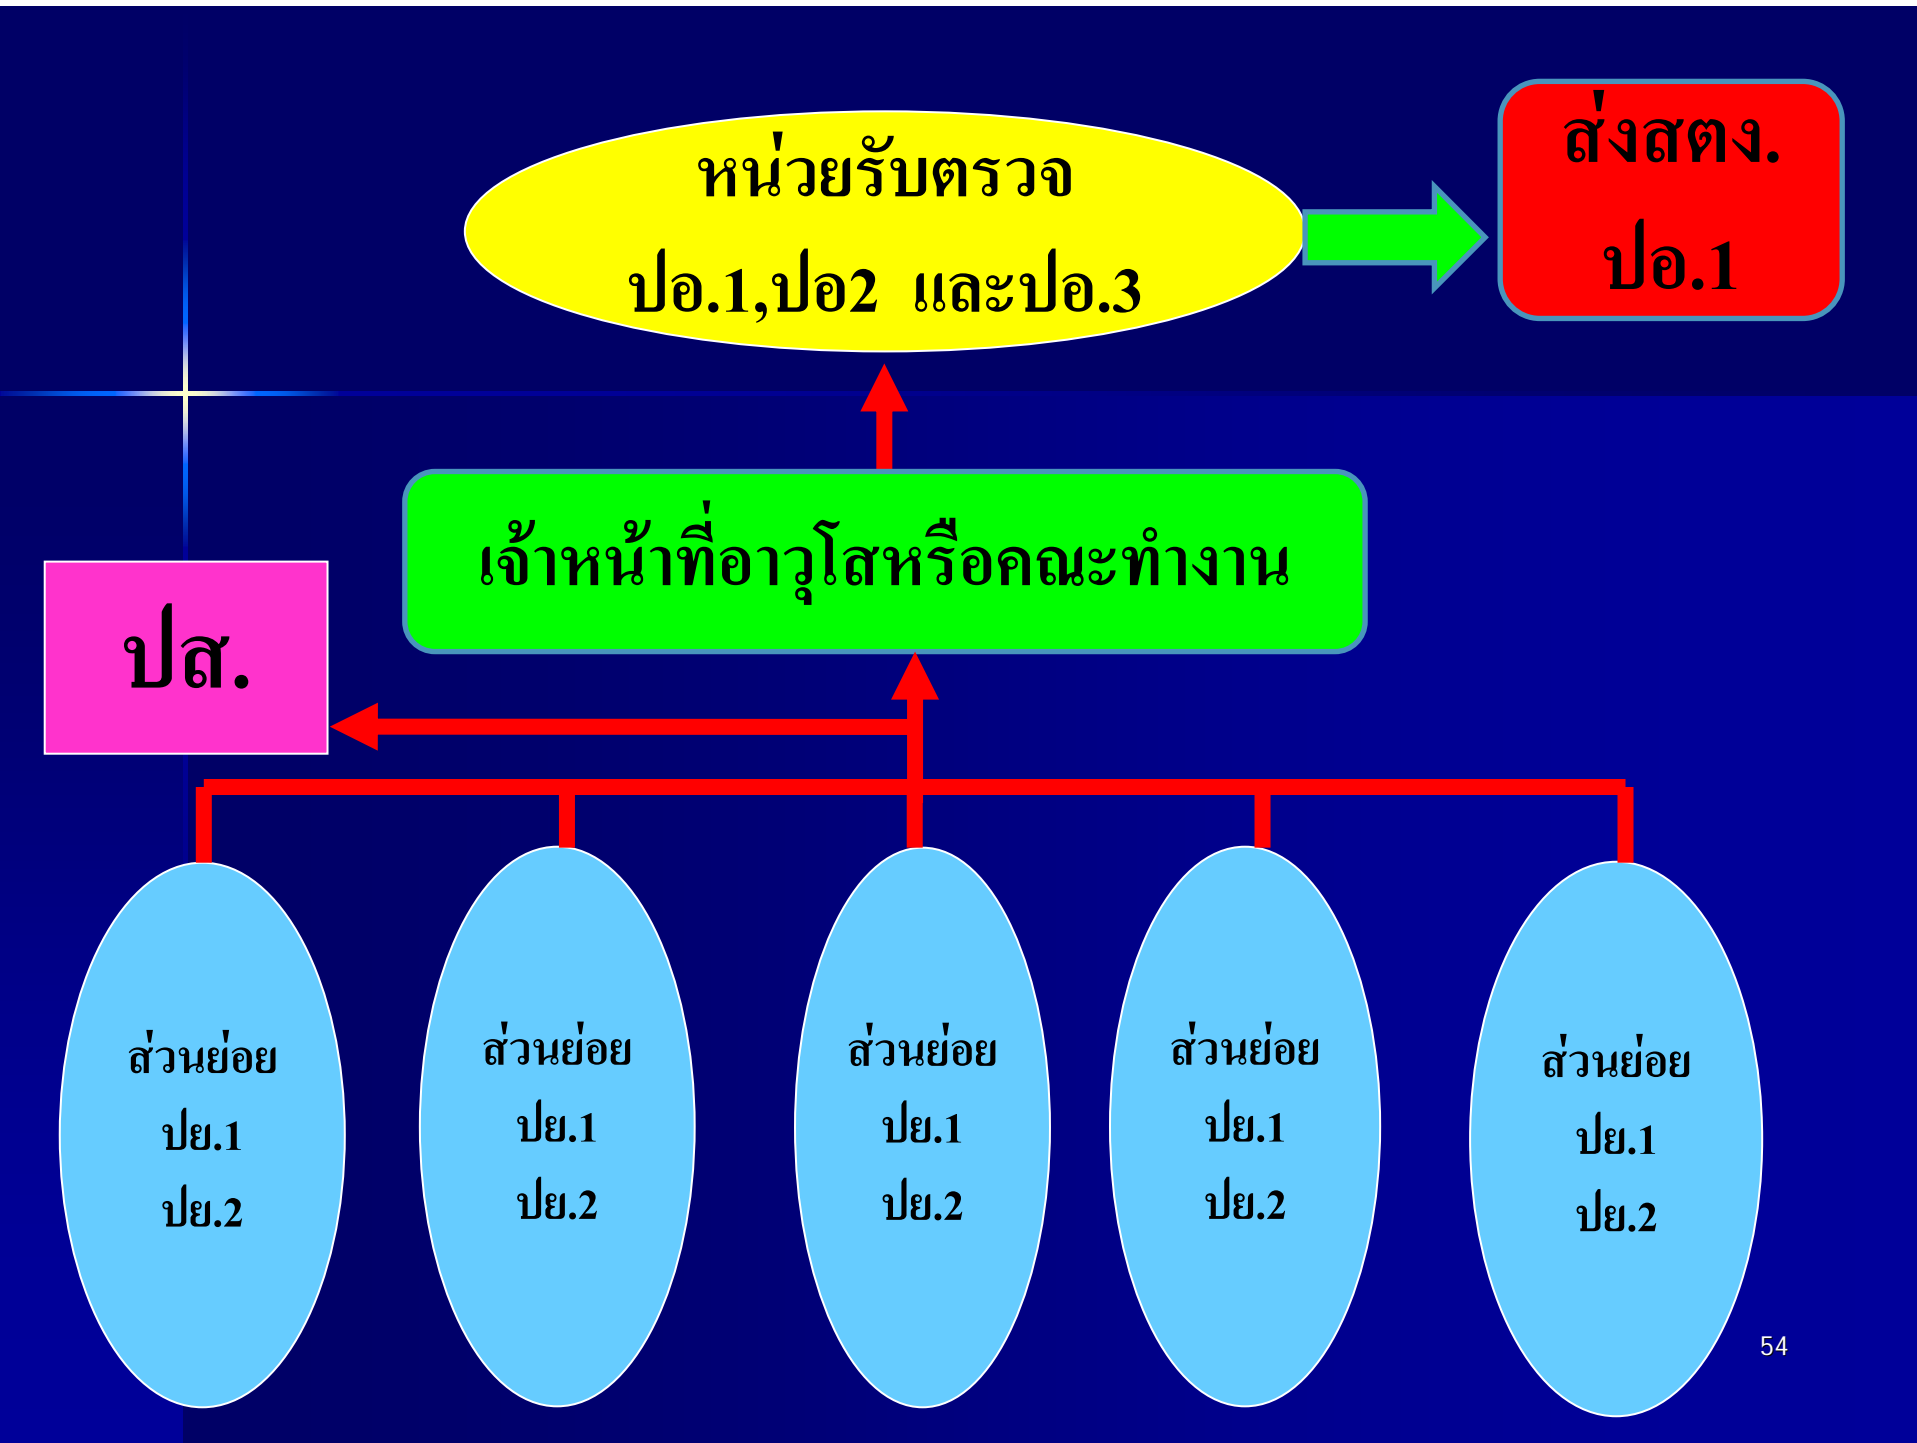 หน่วยรับตรวจ
ปอ.1,ปอ2 และปอ.3
ส่งสตง.
ปอ.1
เจ้าหน้าที่อาวุโสหรือคณะทำงาน
ปส.
ส่วนย่อย
ปย.1
ปย.2
ส่วนย่อย
ปย.1
ปย.2
ส่วนย่อย
ปย.1
ปย.2
ส่วนย่อย
ปย.1
ปย.2
ส่วนย่อย
ปย.1
ปย.2
54